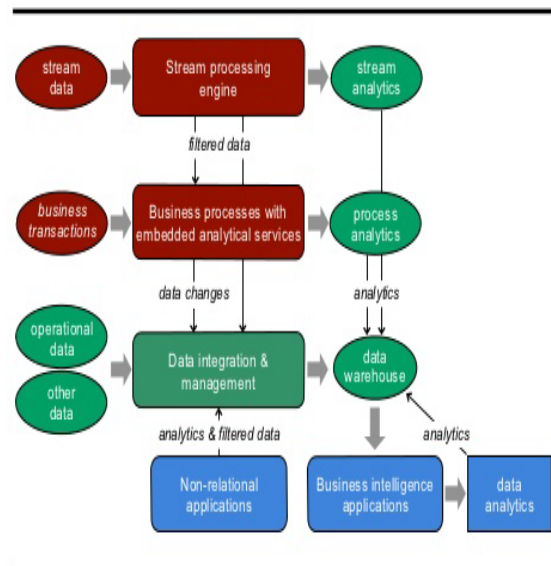 stream
data
Stream processing
engine
stream
analytics
filtered data
business
transactions
Business processes with
embedded analytical services
process
analytics
data changes
analytics
operational
data
other
data
Data integration &
management
data
warehouse
analytics & filtered data
analytics
Non-relational
applications
Business intelligence
applications
data
analytics